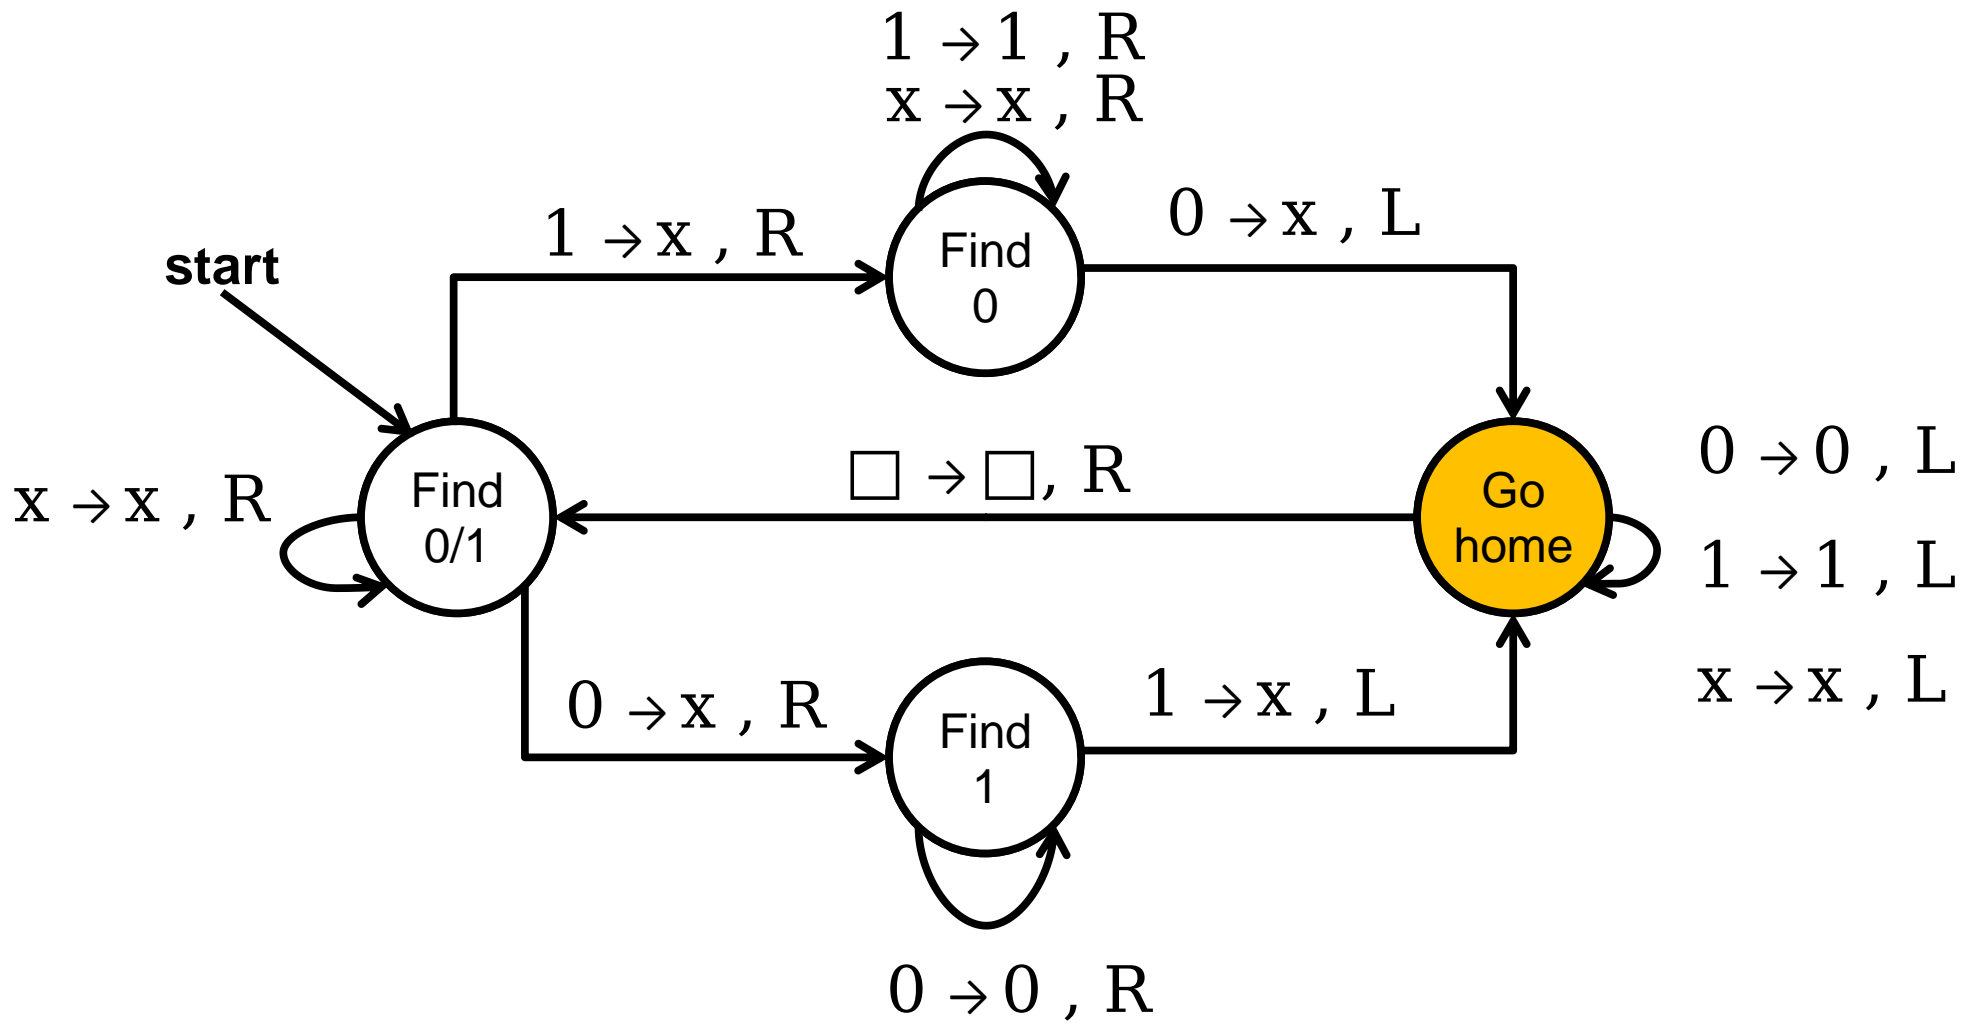 1 → 1 , R
x → x , R
1 → x , R
0 → x , L
start
Find
0
x → x , R
Find
0/1
□ → □, R
Go
home
0 → 0 , L
1 → 1 , L
x → x , L
0 → x , R
Find
1
1 → x , L
0 → 0 , R